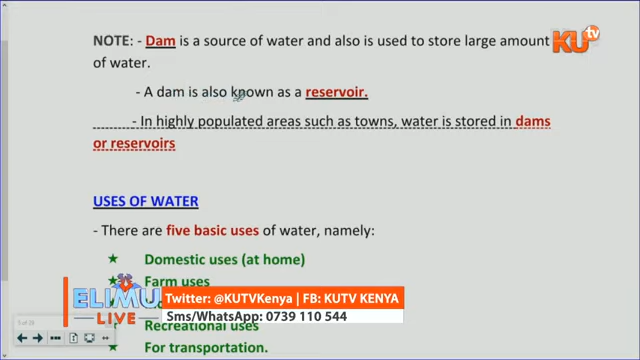 NOTE: - Dam is a source of water and also is used to store large amount
of water.
KU tv
- A dam is also known as a reservoir.
- In highly populated areas such as towns, water is stored in dams
or reservoirs
USES OF WATER
- There are five basic uses of water, namely:
★ Domestic uses (at home)
★ Farm uses
ELIMU
LIVE
Twitter: @KUTVKenya | FB: KUTV KENYA
Sms/WhatsApp: 0739 110 544
Recreational uses
★ For transportation.